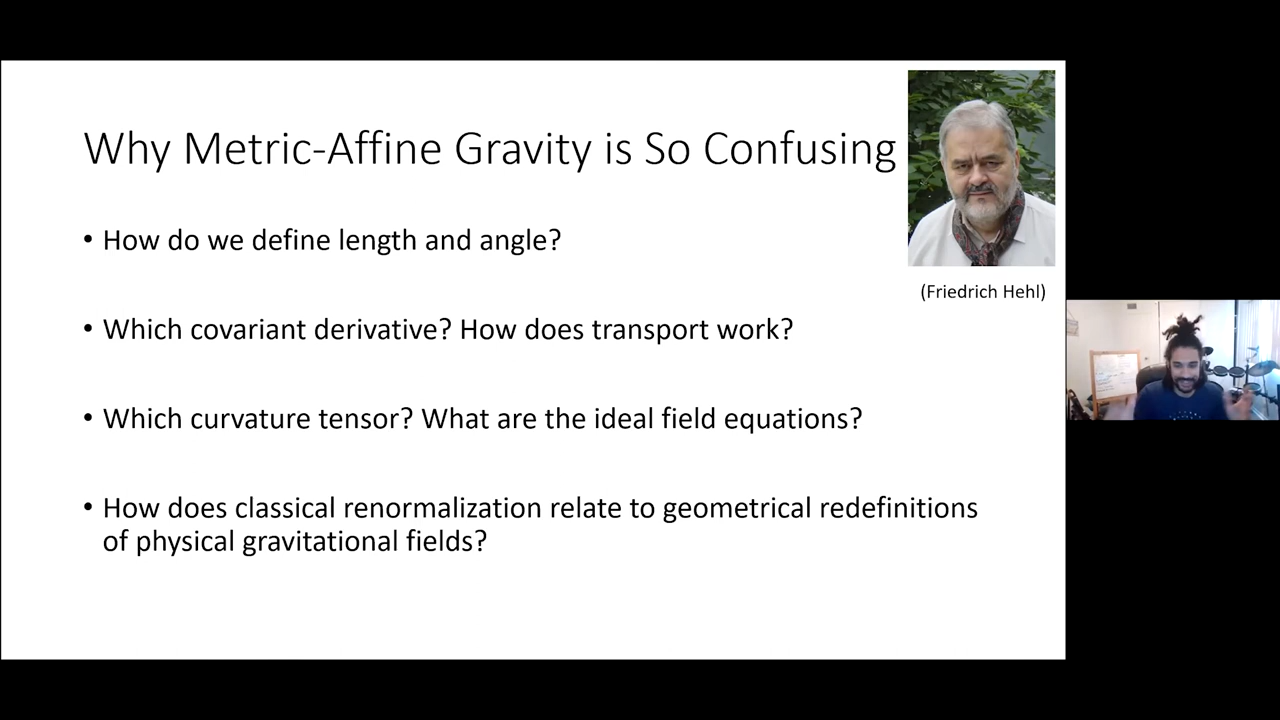 Why Metric-Affine Gravity is So Confusing
• How do we define length and angle?
(Friedrich Hehl)
• Which covariant derivative? How does transport work?
• Which curvature tensor? What are the ideal field equations?
• How does classical renormalization relate to geometrical redefinitions
of physical gravitational fields?